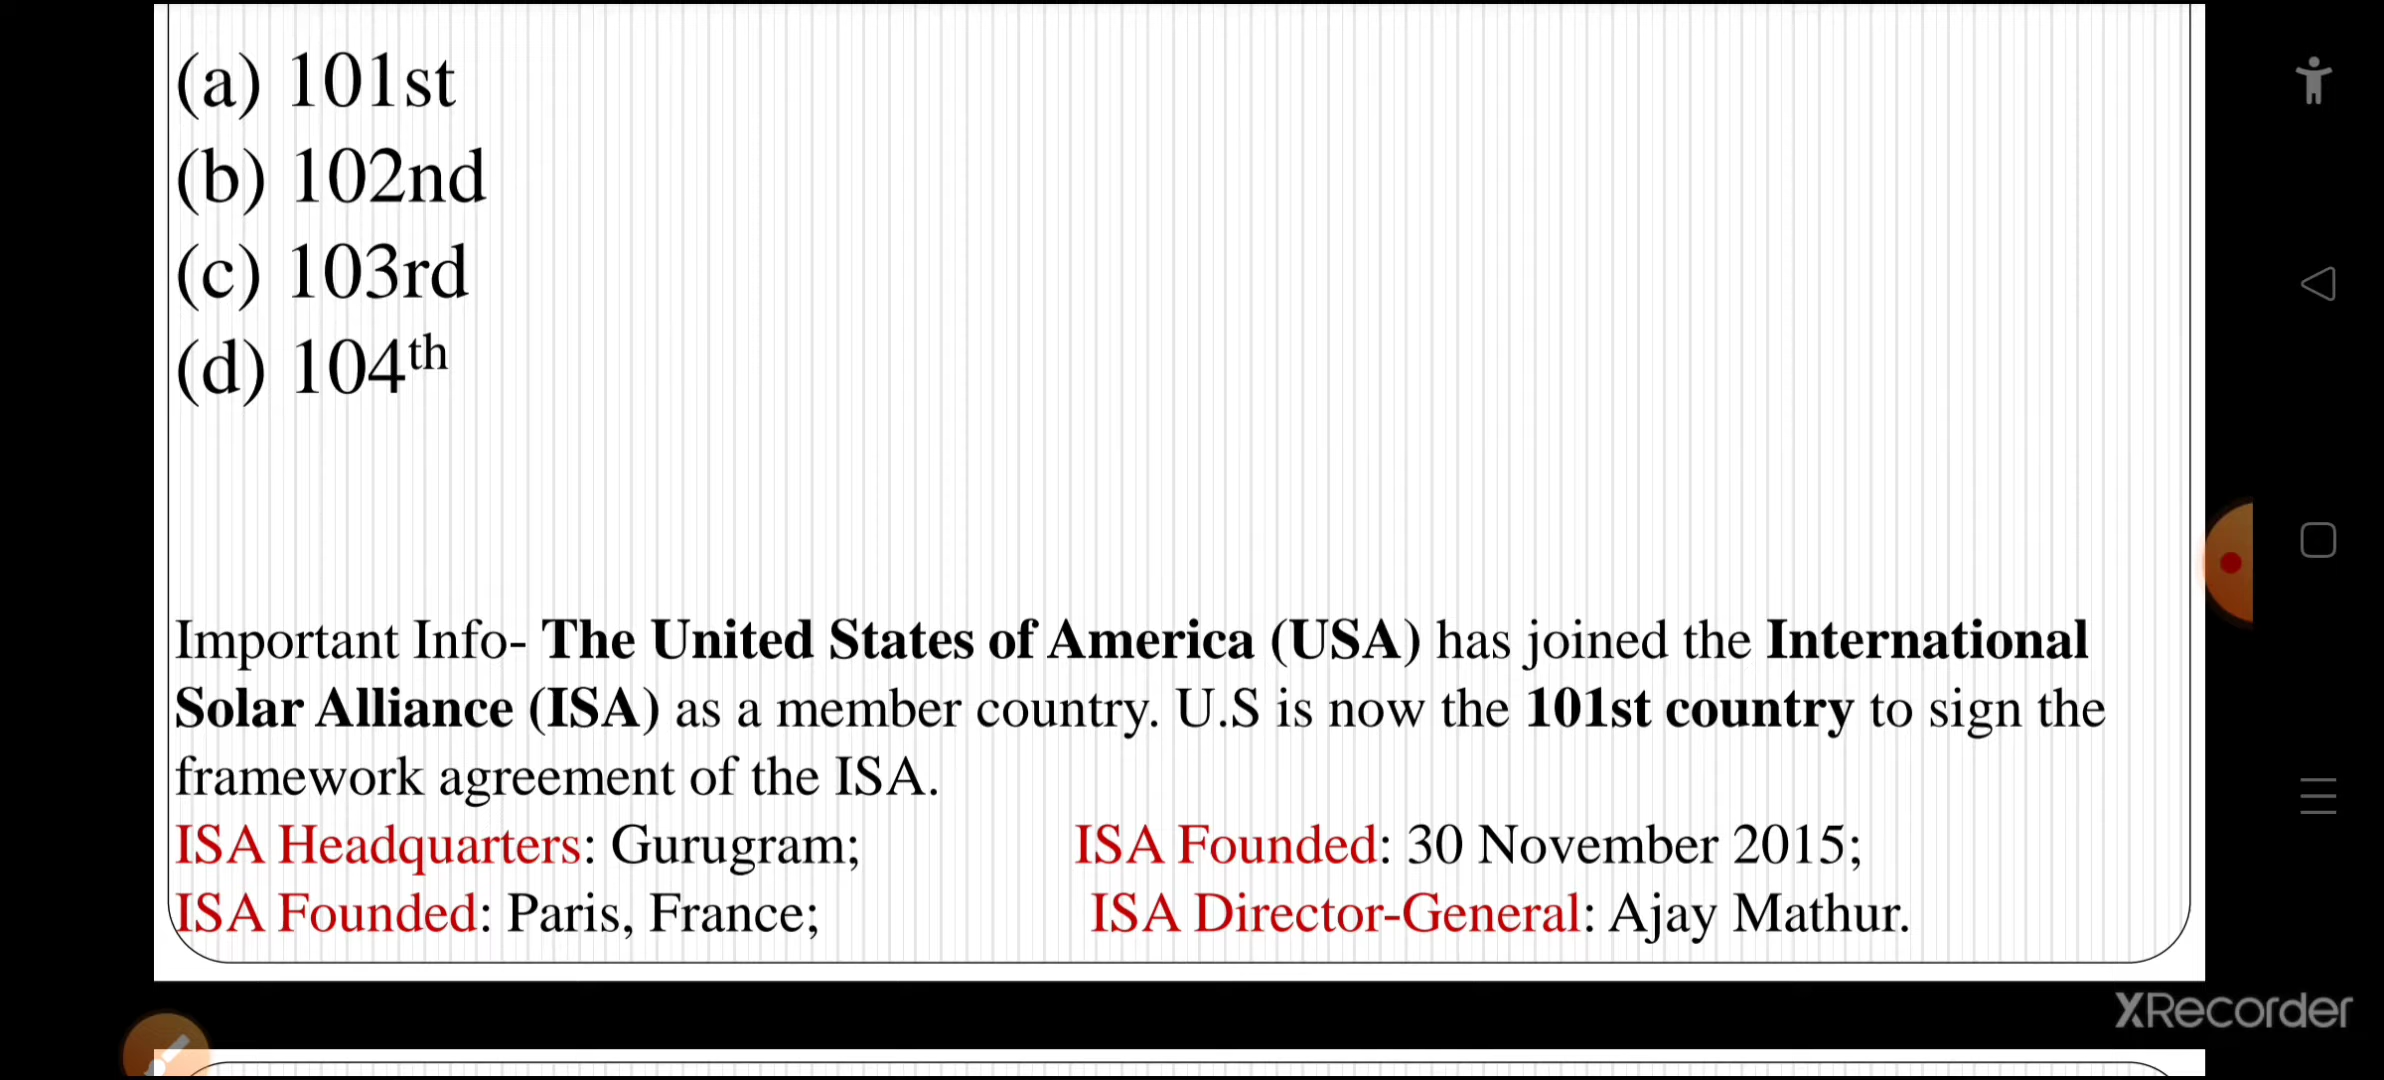 (a) 101st
(b) 102nd
(c) 103rd
(d) 104th
Important Info- The United States of America (USA) has joined the International
Solar Alliance (ISA) as a member country. U.S is now the 101st country to sign the
framework agreement of the ISA.
ISA Headquarters: Gurugram; ISA Founded: 30 November 2015;
ISA Founded: Paris, France; ISA Director-General: Ajay Mathur.
XRecorder